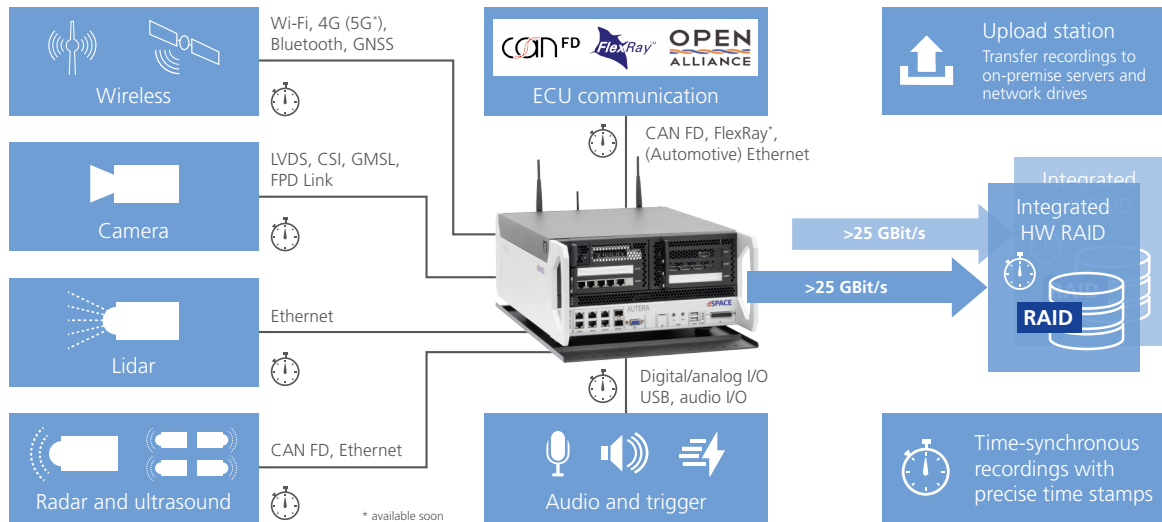 Wi-Fi, 4G (5G*),
Bluetooth, GNSS
Wireless
CAN FD
FlexRay™
OPEN
ALLIANCE
ECU communication
Upload station
Transfer recordings to
on-premise servers and
network drives
CAN FD, FlexRay*,
(Automotive) Ethernet
LVDS, CSI, GMSL,
FPD Link
Camera
Integrated
Integrated
HW RAID
RAID
>25 GBit/s
>25 GBit/s
AUTERA
dSPACE
Ethernet
Lidar
Digital/analog I/O
USB, audio I/O
CAN FD, Ethernet
Radar and ultrasound
* available soon
Audio and trigger
Time-synchronous
recordings with
precise time stamps